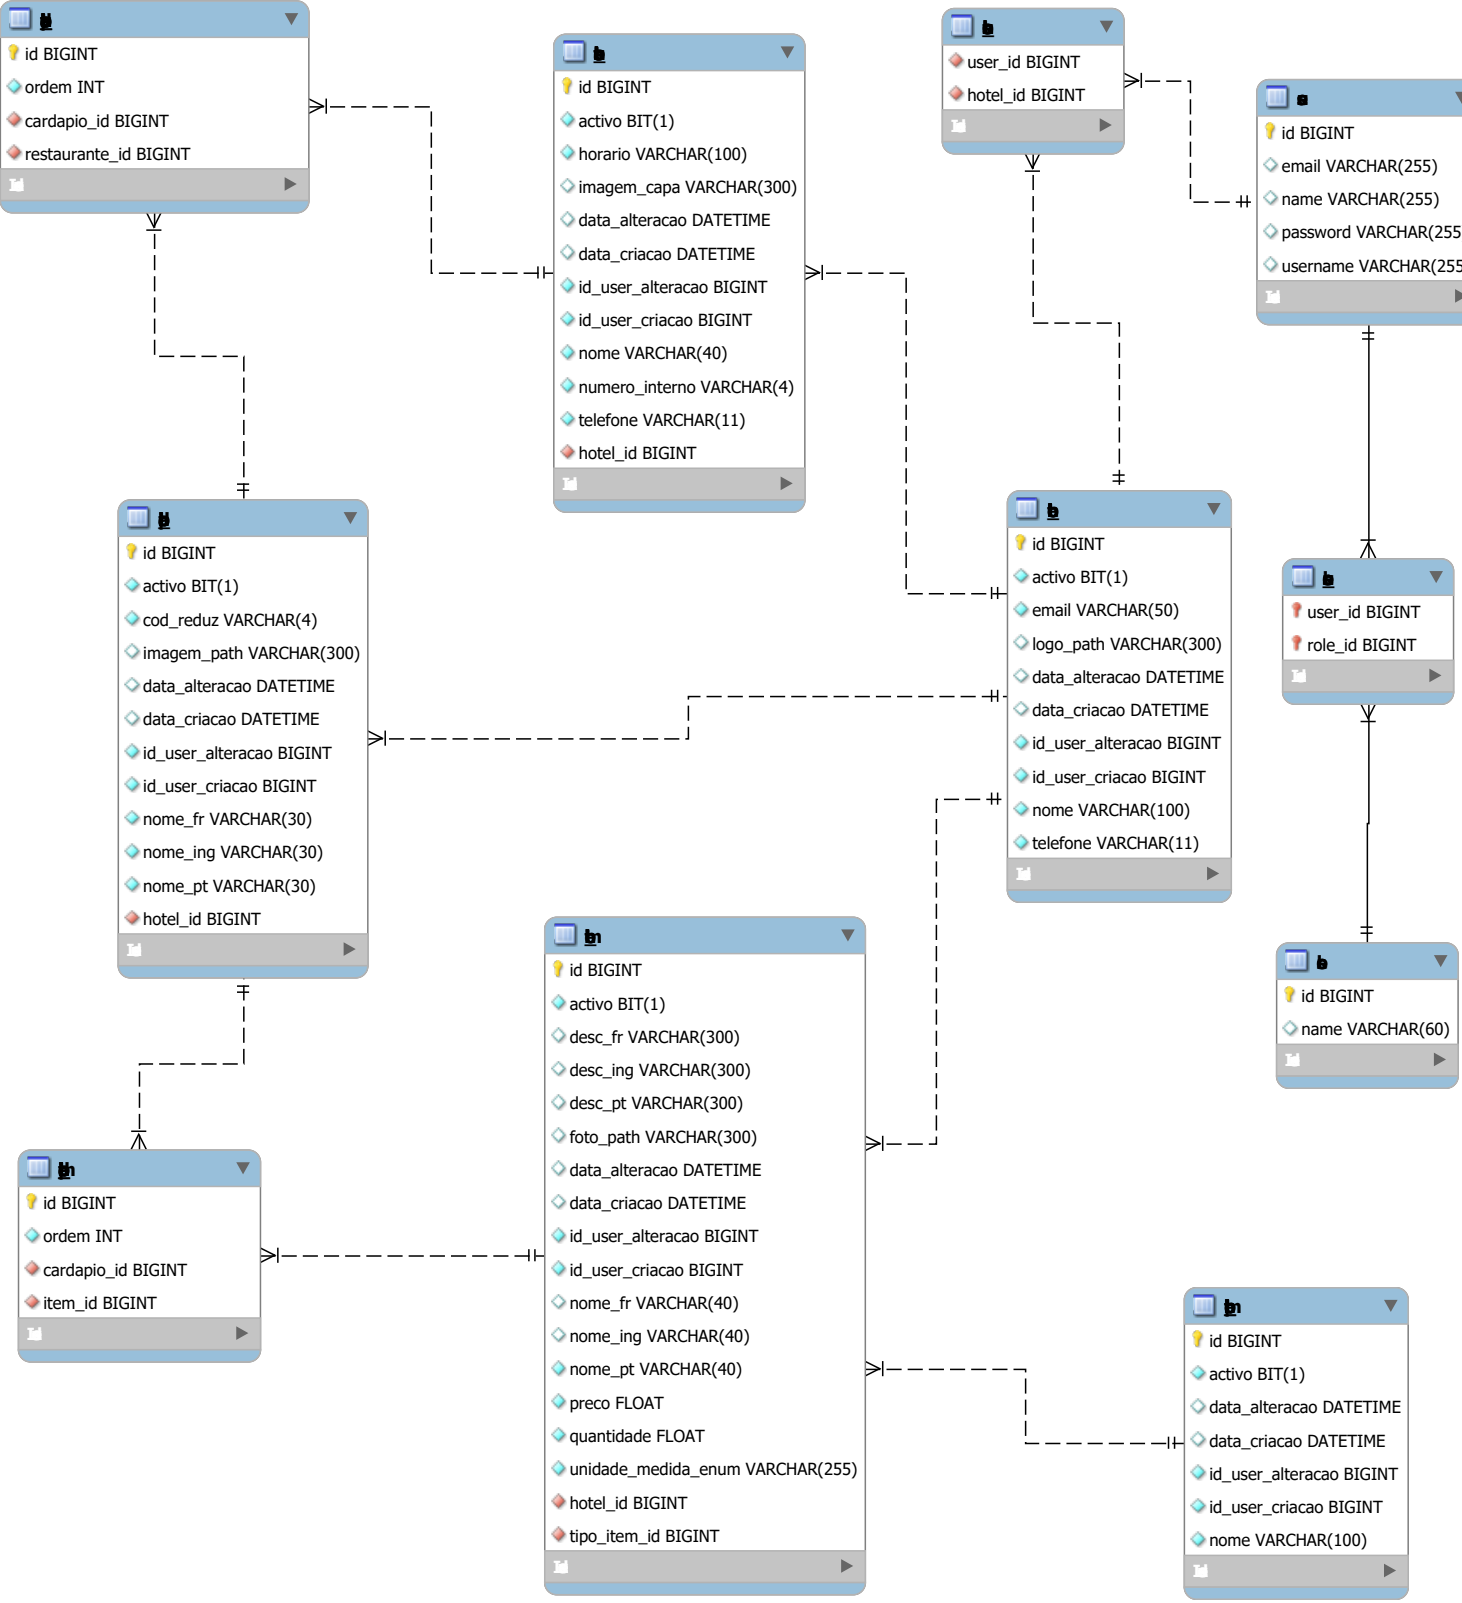 id BIGINT
ordem INT
cardapio_id BIGINT
restaurante_id BIGINT
id BIGINT
activo BIT(1)
horario VARCHAR(100)
imagem_capa VARCHAR(300)
data_alteracao DATETIME
data_criacao DATETIME
id_user_alteracao BIGINT
id_user_criacao BIGINT
nome VARCHAR(40)
numero_interno VARCHAR(4)
telefone VARCHAR(11)
hotel_id BIGINT
user_id BIGINT
hotel_id BIGINT
id BIGINT
email VARCHAR(255)
name VARCHAR(255)
password VARCHAR(255
username VARCHAR(255
id BIGINT
activo BIT(1)
cod_reduz VARCHAR(4)
imagem_path VARCHAR(300)
data_alteracao DATETIME
data_criacao DATETIME
id_user_alteracao BIGINT
id_user_criacao BIGINT
nome_fr VARCHAR(30)
nome_ing VARCHAR(30)
nome_pt VARCHAR(30)
hotel_id BIGINT
id BIGINT
activo BIT(1)
email VARCHAR(50)
logo_path VARCHAR(300)
data_alteracao DATETIME
data_criacao DATETIME
id_user_alteracao BIGINT
id_user_criacao BIGINT
nome VARCHAR(100)
telefone VARCHAR(11)
user_id BIGINT
role_id BIGINT
id BIGINT
name VARCHAR(60)
id BIGINT
activo BIT(1)
desc_fr VARCHAR(300)
desc_ing VARCHAR(300)
desc_pt VARCHAR(300)
foto_path VARCHAR(300)
data_alteracao DATETIME
data_criacao DATETIME
id_user_alteracao BIGINT
id_user_criacao BIGINT
nome_fr VARCHAR(40)
nome_ing VARCHAR(40)
nome_pt VARCHAR(40)
preco FLOAT
quantidade FLOAT
unidade_medida_enum VARCHAR(255)
hotel_id BIGINT
tipo_item_id BIGINT
id BIGINT
ordem INT
cardapio_id BIGINT
item_id BIGINT
id BIGINT
activo BIT(1)
data_alteracao DATETIME
data_criacao DATETIME
id_user_alteracao BIGINT
id_user_criacao BIGINT
nome VARCHAR(100)